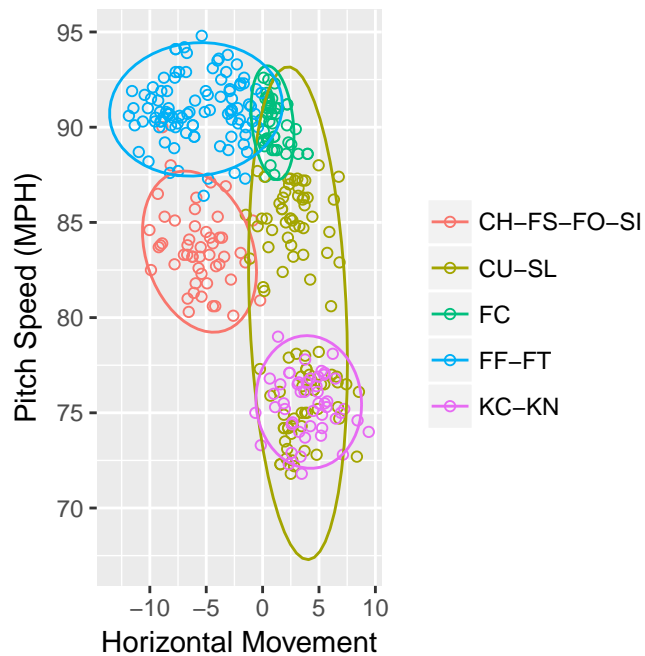 95
90
85
80
75
70
Pitch Speed (MPH)
−10
−5
0
5
10
Horizontal Movement
CH−FS−FO−SI
CU−SL
FC
FF−FT
KC−KN